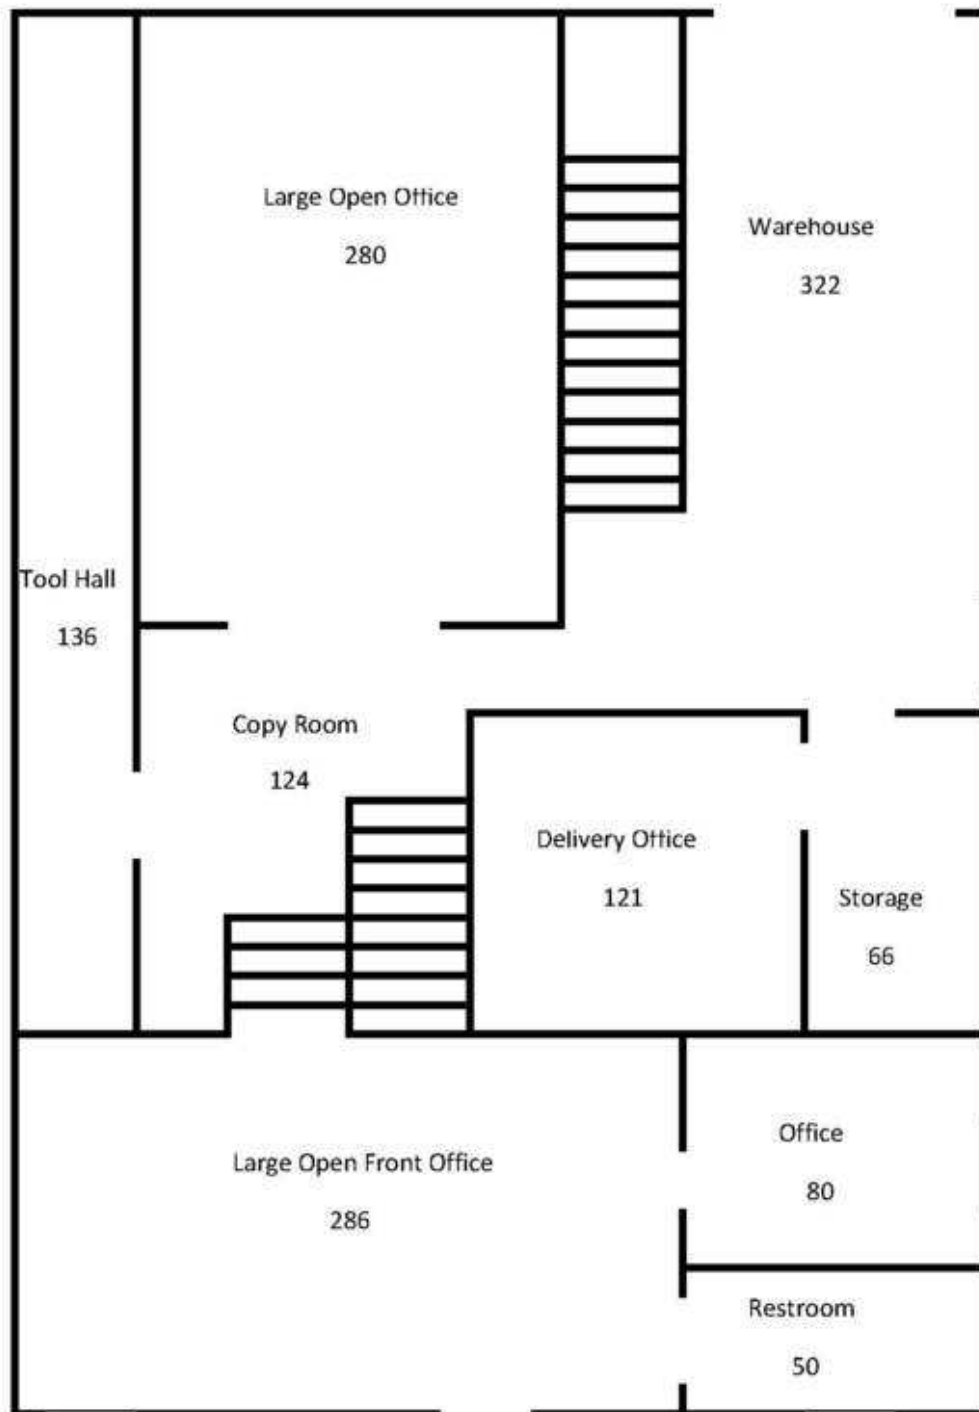 Large Open Office
280
Warehouse
322
Tool Hall
136
Copy Room
124
Delivery Office
121
Storage
66
Large Open Front Office
286
Office
80
Restroom
50